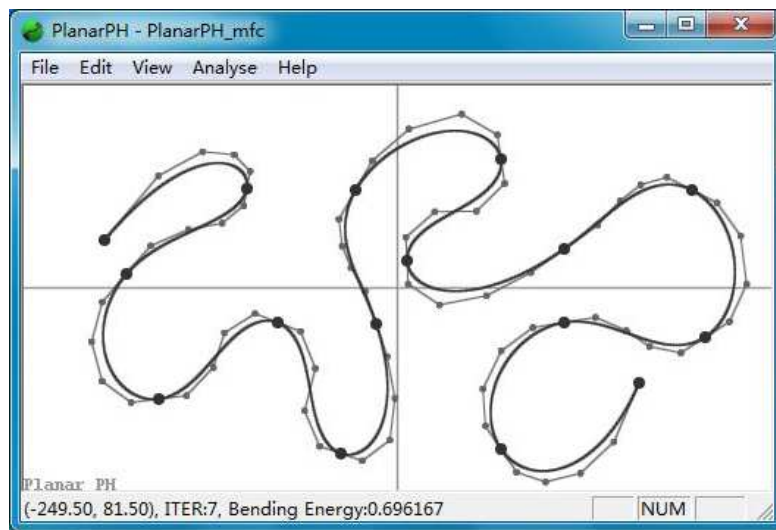 PlanarPH - PlanarPH_mfc
File Edit View Analyse Help
Planar PH
(-249.50, 81.50), ITER:7, Bending Energy:0.696167 NUM